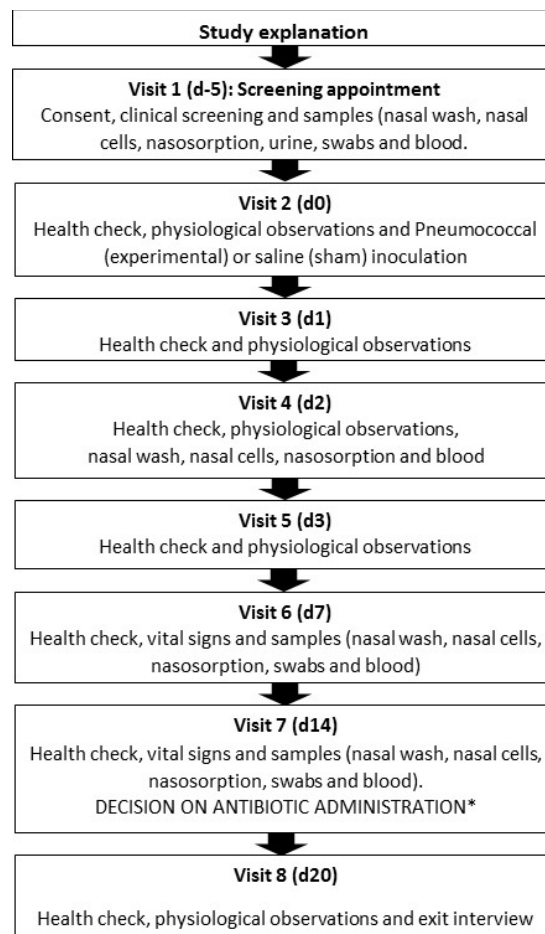 Study explanation
Visit 1 (d-5): Screening appointment
Consent, clinical screening and samples (nasal wash, nasal
cells, nasosorption, urine, swabs and blood.
Visit 2 (d0)
Health check, physiological observations and Pneumococcal
(experimental) or saline (sham) inoculation
Visit 3 (d1)
Health check and physiological observations
Visit 4 (d2)
Health check, physiological observations,
nasal wash, nasal cells, nasosorption and blood
Visit 5 (d3)
Health check and physiological observations
Visit 6 (d7)
Health check, vital signs and samples (nasal wash, nasal cells,
nasosorption, swabs and blood)
Visit 7 (d14)
Health check, vital signs and samples (nasal wash, nasal cells,
nasosorption, swabs and blood).
DECISION ON ANTIBIOTIC ADMINISTRATION*
Visit 8 (d20)
Health check, physiological observations and exit interview